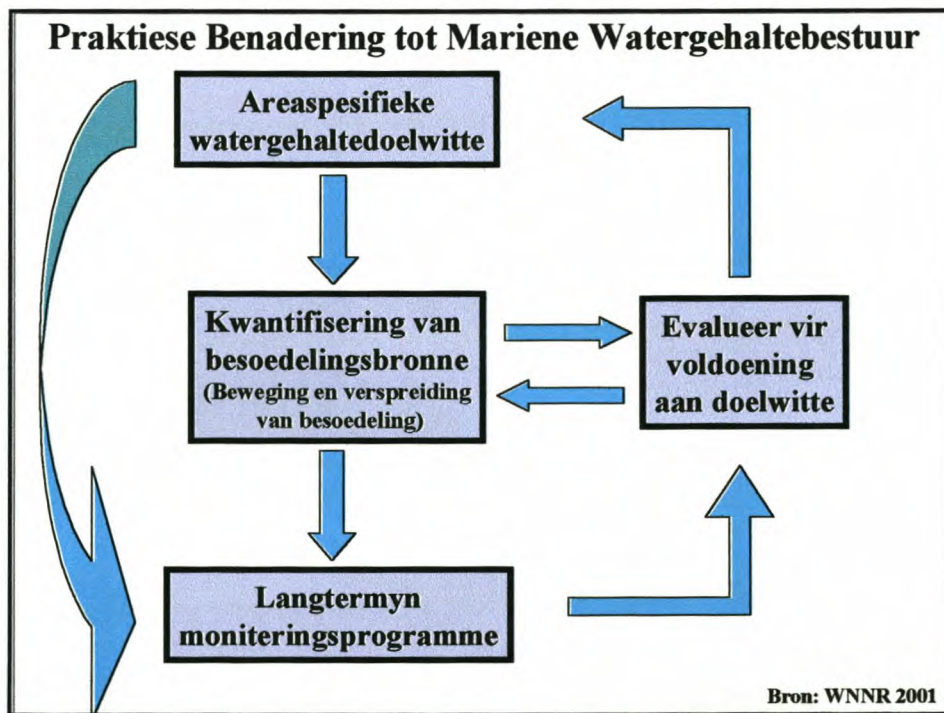 Praktiese Benadering tot Mariene Watergehaltebestuur
Areaspesifieke
watergehaltedoelwitte
Kwantifisering van
besoedelingsbronne
(Beweging en verspreiding
van besoedeling)
Evalueer vir
voldoening
aan doelwitte
Langtermyn
moniteringsprogramme
Bron: WNNR 2001